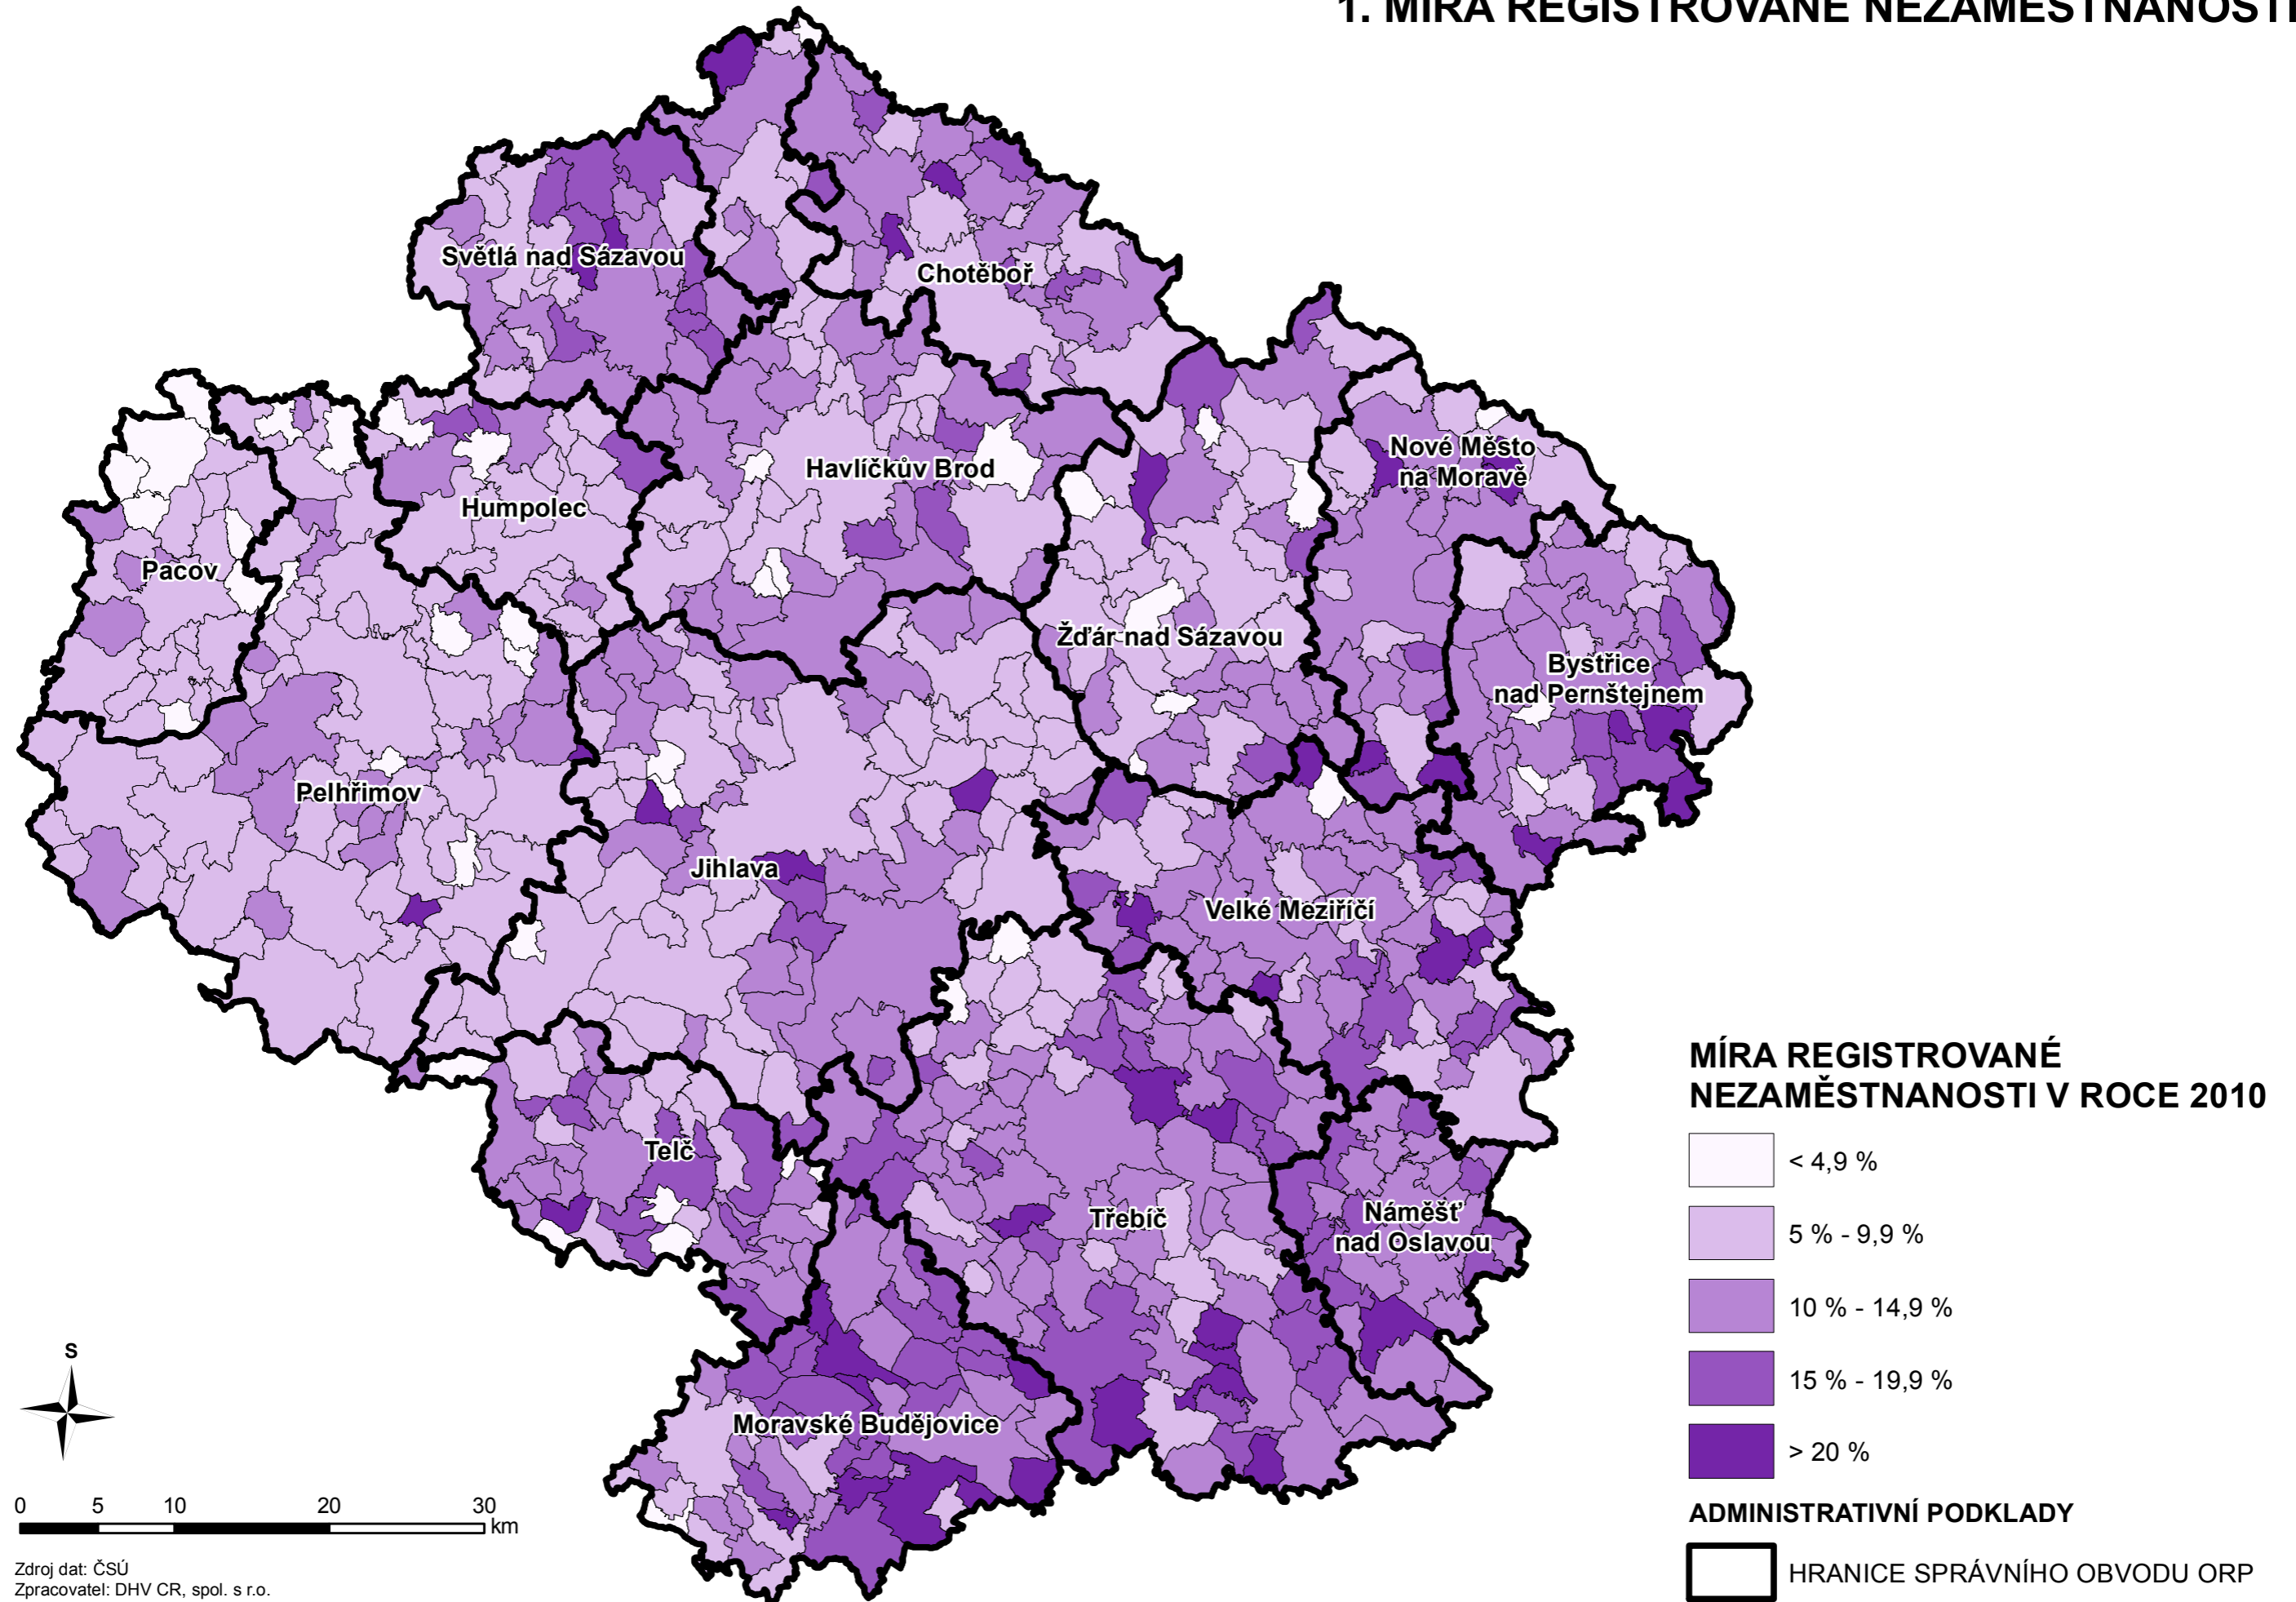 1. MÍRA REGISTROVANÉ NEZAMĚSTNANOSTI
Světlá nad Sázavou
Chotěboř
Havlíčkův Brod
Nové Město
na Moravě
Humpolec
Pacov
Žďár nad Sázavou
Bystřice
nad Pernštejnem
Pelhřimov
Jihlava
Velké Meziříčí
Telč
Třebíč
Náměšť
nad Oslavou
Moravské Budějovice
MÍRA REGISTROVANÉ
NEZAMĚSTNANOSTI V ROCE 2010
< 4,9 %
5 % - 9,9 %
10 % - 14,9 %
15 % - 19,9 %
> 20 %
ADMINISTRATIVNÍ PODKLADY
HRANICE SPRÁVNÍHO OBVODU ORP
S
0 5 10 20 30
km
Zdroj dat: ČSÚ
Zpracovatel: DHV CR, spol. s r.o.